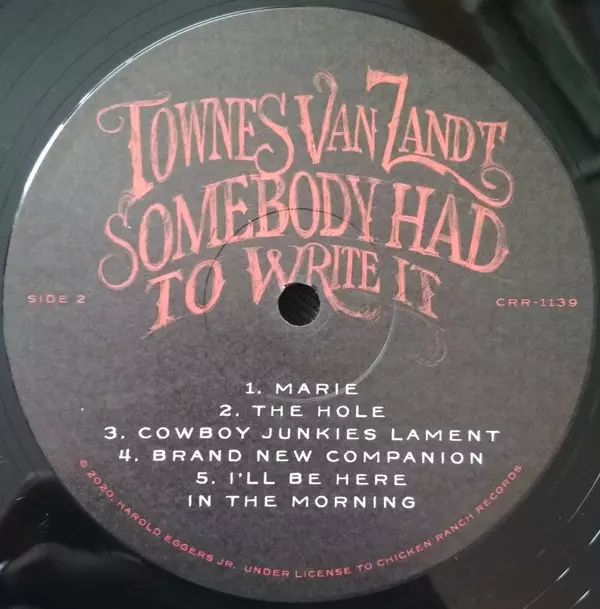 TOWNES VAN ZANDT
SOMEBODY HAD
TO WRITE IT
SIDE 2
CRR-1139
1. MARIE
2. THE HOLE
3. COWBOY JUNKIES LAMENT
4. BRAND NEW COMPANION
5. I'LL BE HERE
IN THE MORNING
© 2020, HAROLD EGGERS JR. UNDER LICENSE TO CHICKEN RANCH RECORDS